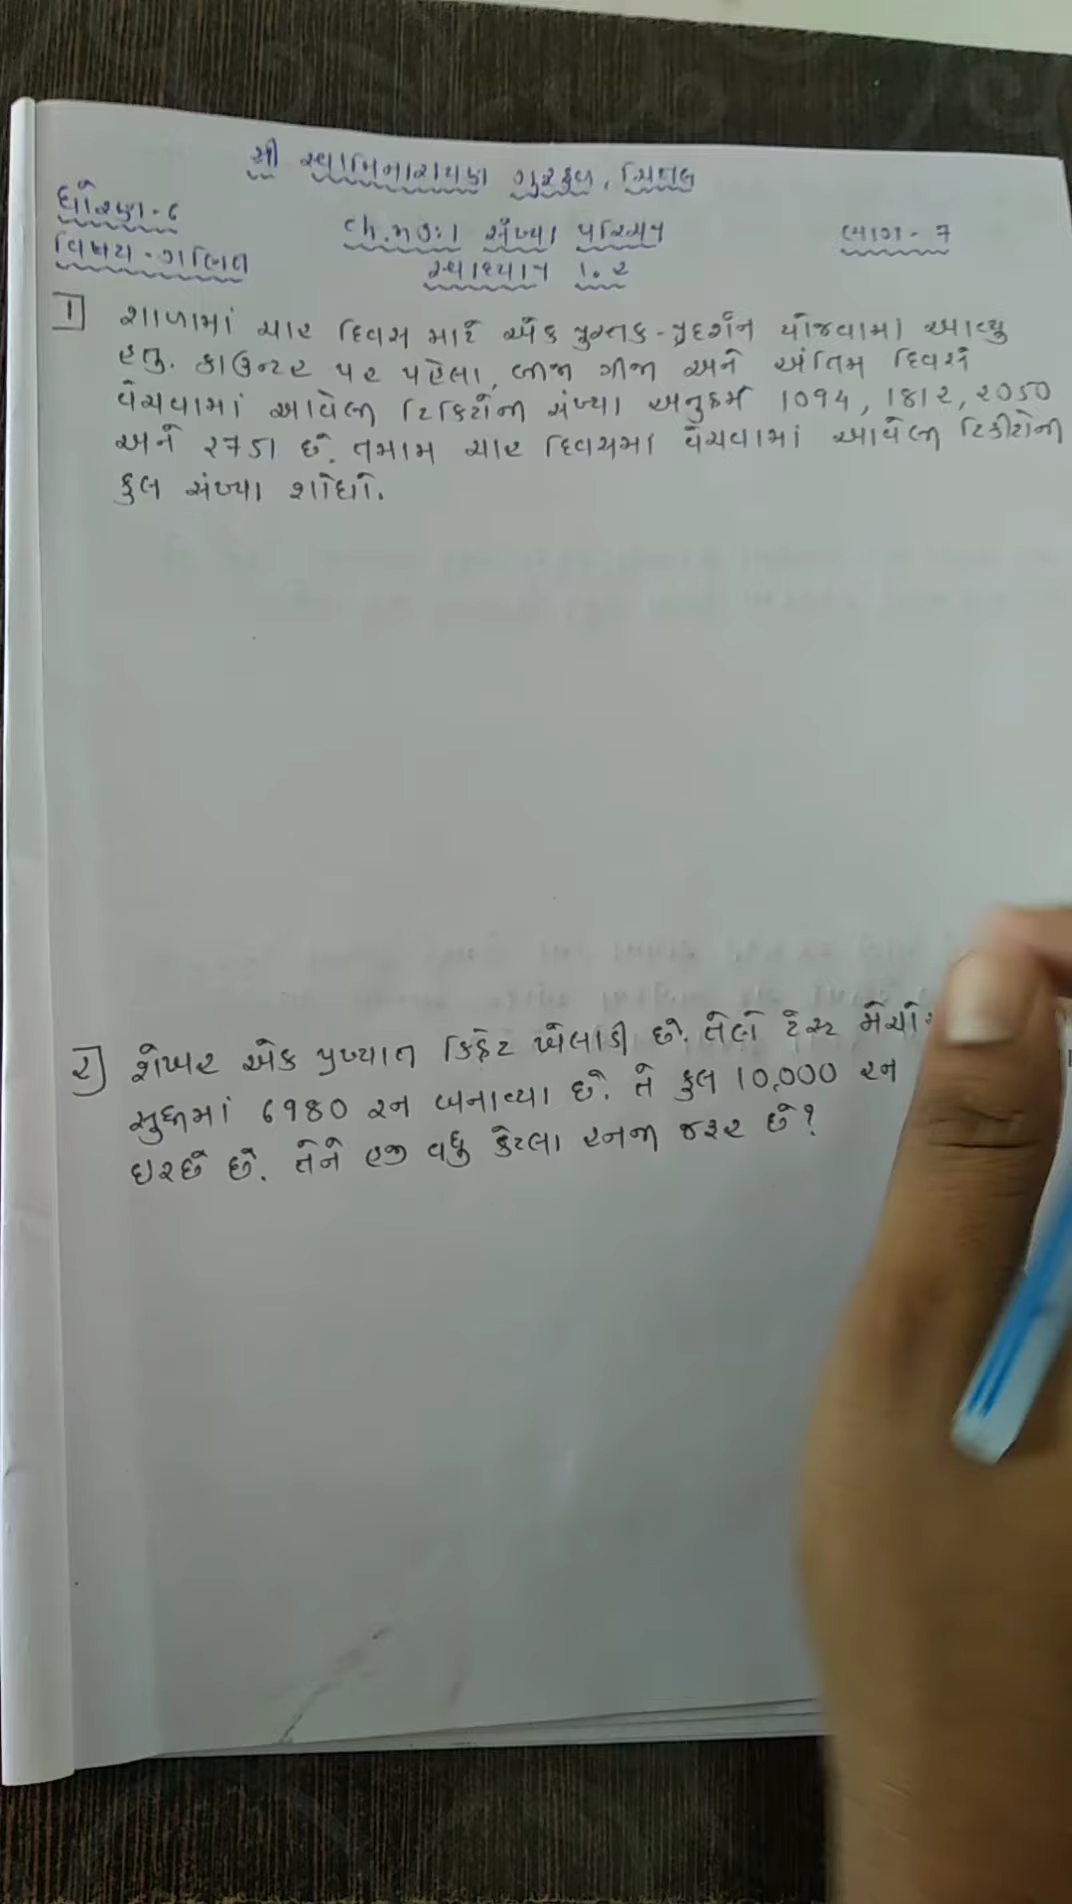 શ્રી સ્વામિનારાયણ ગુરુકુળ,
ધોરણ-૬
Ch.no:1 સંખ્યા પરિચય
ભાગ-7
વિષય-ગણિત
સ્વાધ્યાય 1.2
1] શાળામાં ચાર દિવસ માટે એક પુસ્તક-પ્રદર્શન યોજવામાં આવ્યુ
હતુ. કાઉન્ટર પર પહેલા, બીજા ત્રીજા અને અંતિમ દિવસે
વેચવામાં આવેલી ટિકિટોની સંખ્યા અનુક્રમે 1094, 1812, 2050
અને 2751 છે. તમામ ચાર દિવસમાં વેચવામાં આવેલી ટિકીટોની
કુલ સંખ્યા શોધો.
2] શેખર એક પ્રખ્યાત ક્રિકેટ ખેલાડી છે. તેણે ટેસ્ટ
સુધીમાં 6980 રન બનાવ્યા છે. તે કુલ 10,000 રન
ઇચ્છે છે. તેને હજી વધુ કેટલા રનની જરૂર છે?